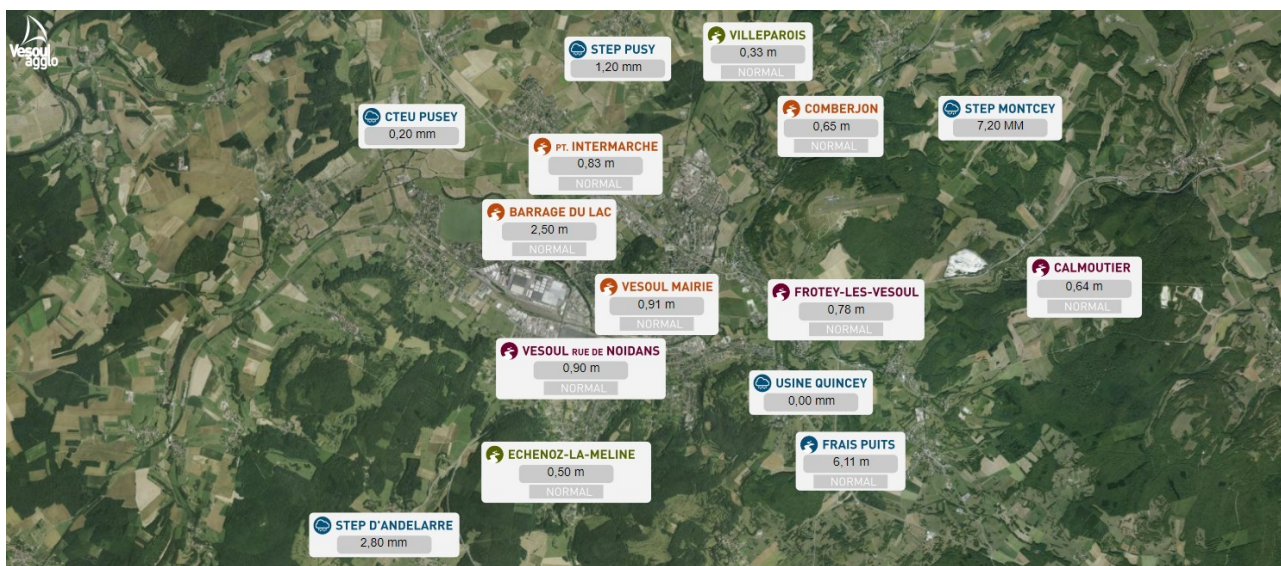 Vesoul
agglo
STEP PUSY
1,20 mm
VILLEPAROIS
0,33 m
NORMAL
CTEU PUSEY
0,20 mm
COMBERJON
0,65 m
NORMAL
STEP MONTCEY
7,20 MM
PT. INTERMARCHE
0,83 m
NORMAL
BARRAGE DU LAC
2,50 m
NORMAL
CALMOUTIER
0,64 m
NORMAL
VESOUL MAIRIE
0,91 m
NORMAL
FROTEY-LES-VESOUL
0,78 m
NORMAL
VESOUL RUE DE NOIDANS
0,90 m
NORMAL
USINE QUINCEY
0,00 mm
FRAIS PUITS
6,11 m
NORMAL
ECHENOZ-LA-MELINE
0,50 m
NORMAL
STEP D'ANDELARRE
2,80 mm